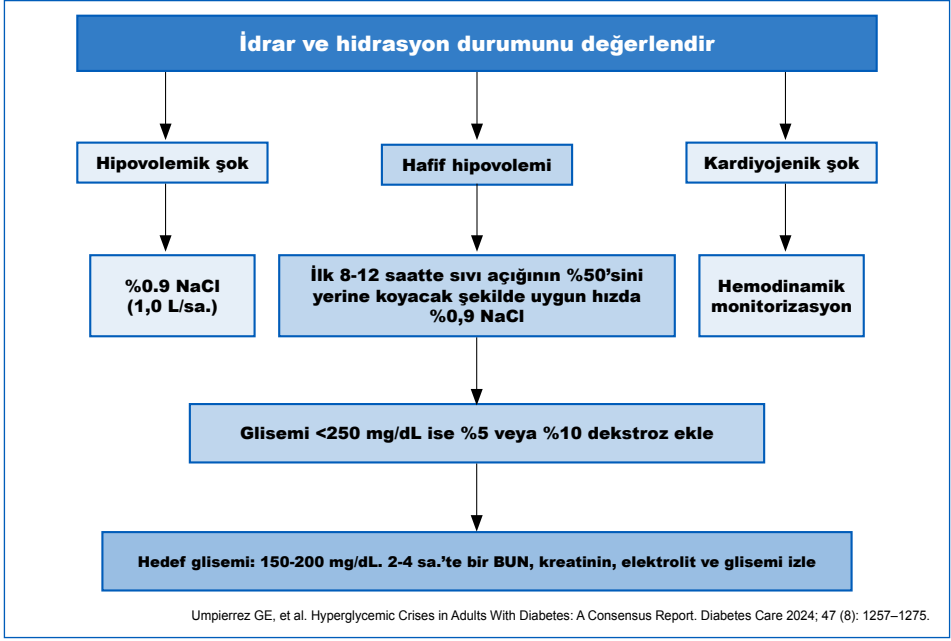 İdrar ve hidrasyon durumunu değerlendir
Hipovolemik şok
Hafif hipovolemi
Kardiyojenik şok
%0.9 NaCl
(1,0 L/sa.)
İlk 8-12 saatte sıvı açığının %50’sini
yerine koyacak şekilde uygun hızda
%0,9 NaCl
Hemodinamik
monitorizasyon
Glisemi <250 mg/dL ise %5 veya %10 dekstroz ekle
Hedef glisemi: 150-200 mg/dL. 2-4 sa.’te bir BUN, kreatinin, elektrolit ve glisemi izle
Umpierrez GE, et al. Hyperglycemic Crises in Adults With Diabetes: A Consensus Report. Diabetes Care 2024; 47 (8): 1257–1275.